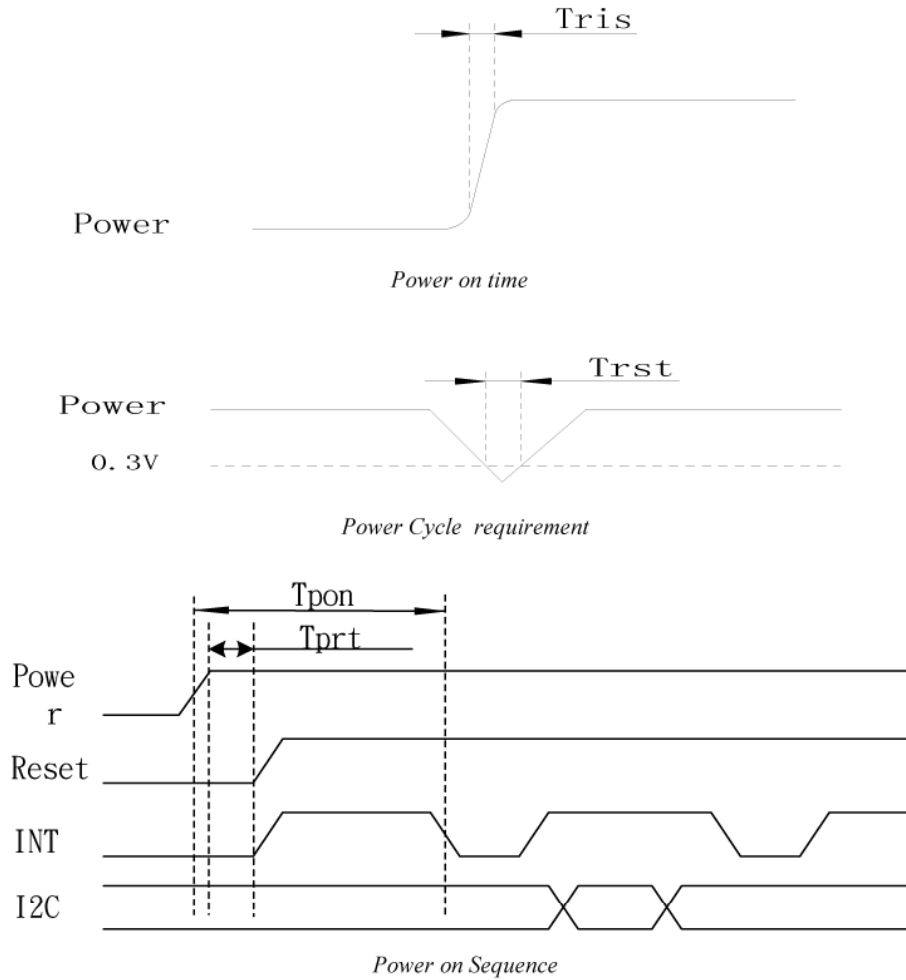 Tris
Power
Power on time
Trst
Power
0.3V
Power Cycle requirement
Tpon
Tprt
Powe
r
Reset
INT
I2C
Power on Sequence